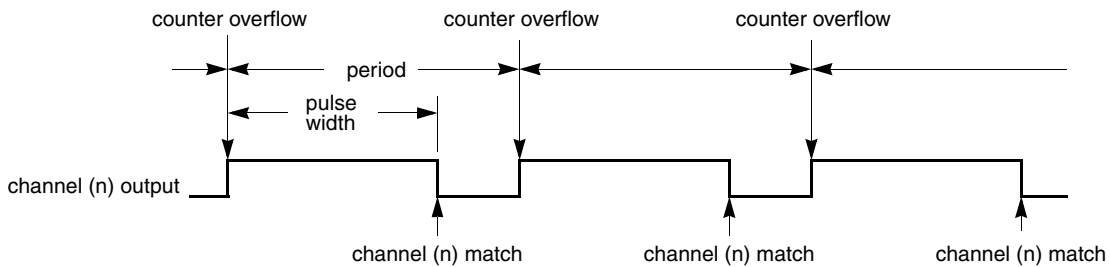 counter overflow
counter overflow
counter overflow
period
pulse
width
channel (n) output
channel (n) match
channel (n) match
channel (n) match